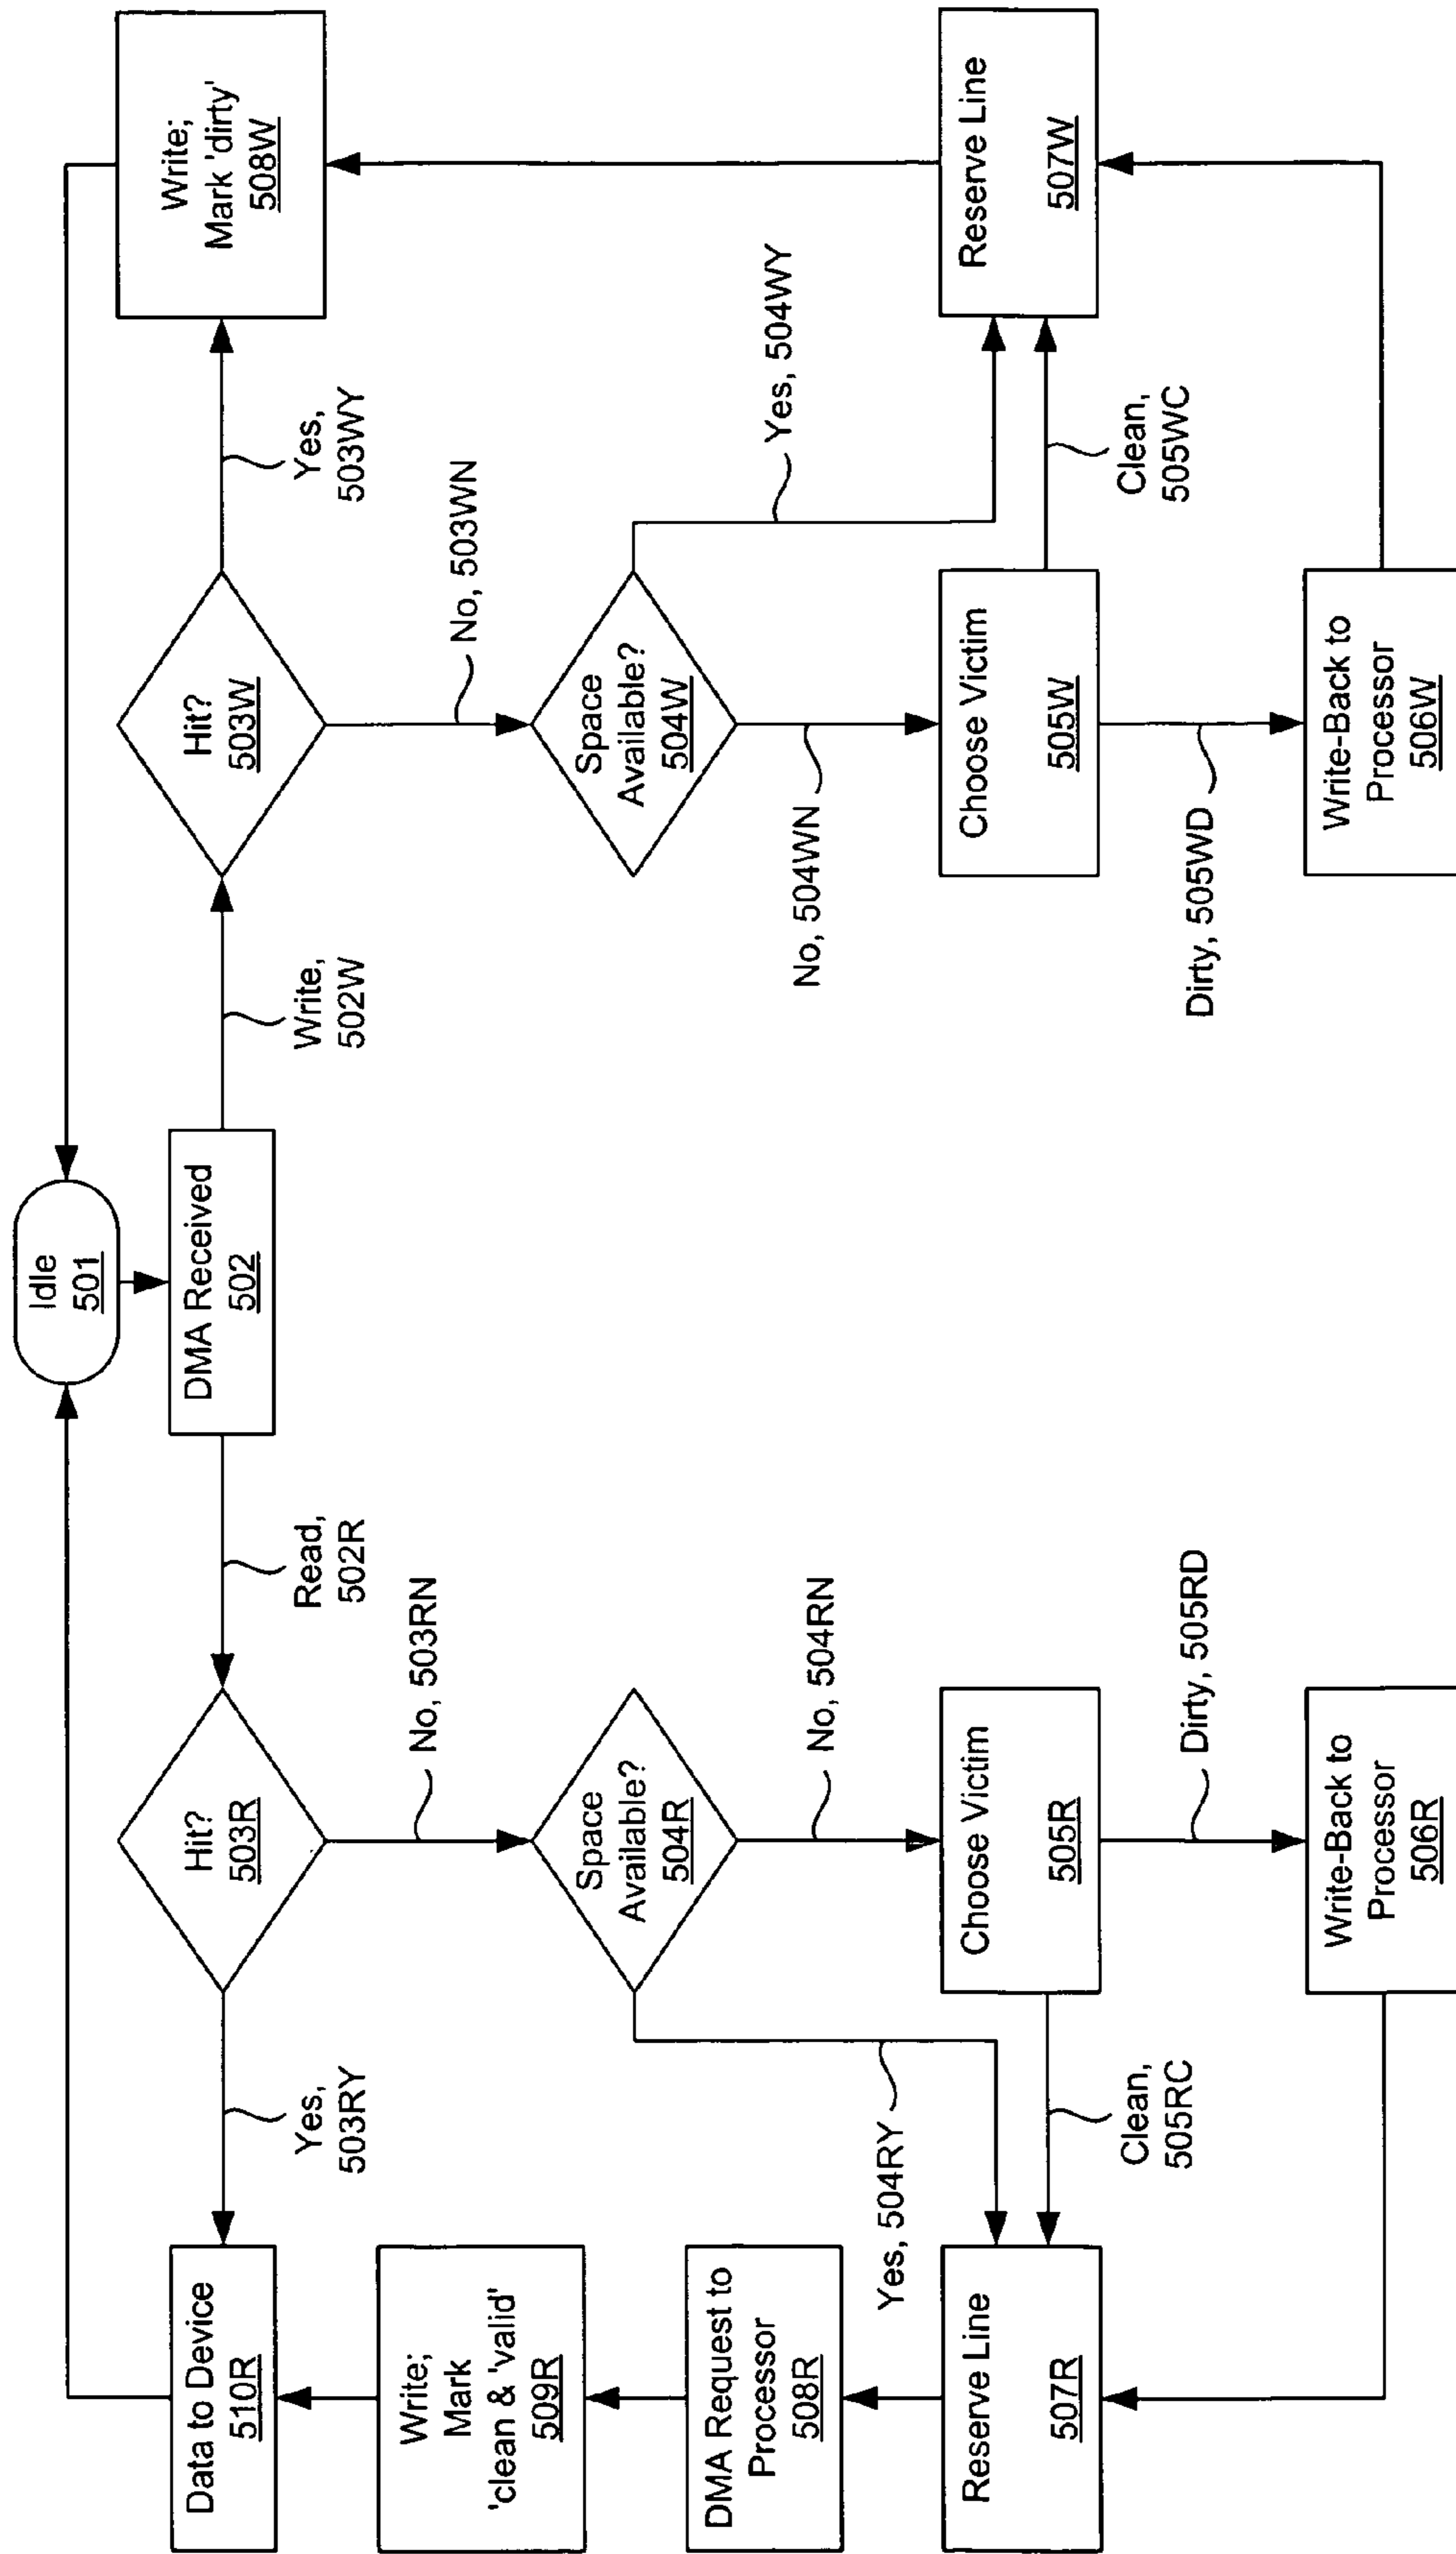 Idle
501
DMA Received
502
Read,
502R
Write,
502W
Hit?
503R
Yes,
503RY
No, 503RN
Space
Available?
504R
Yes, 504RY
No, 504RN
Choose Victim
505R
Clean,
505RC
Dirty, 505RD
Write-Back to
Processor
506R
Reserve Line
507R
DMA Request to
Processor
508R
Write;
Mark
'clean & 'valid'
509R
Data to Device
510R
Hit?
503W
Yes,
503WY
No, 503WN
Space
Available?
504W
Yes, 504WY
No, 504WN
Choose Victim
505W
Clean,
505WC
Dirty, 505WD
Write-Back to
Processor
506W
Reserve Line
507W
Write;
Mark 'dirty'
508W